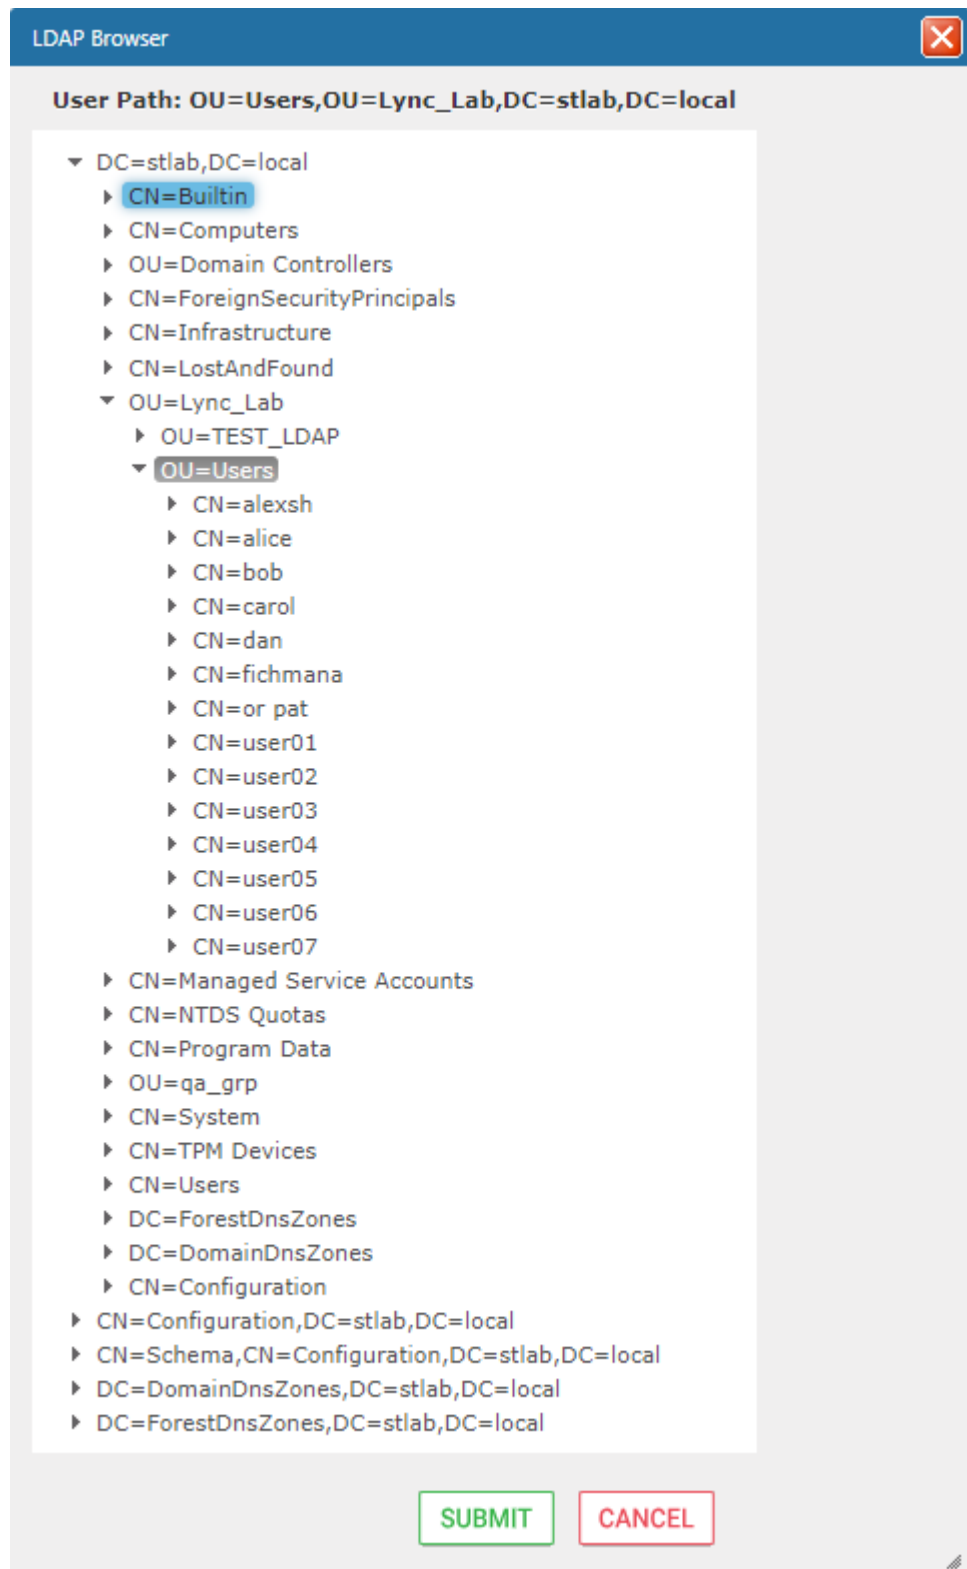 LDAP Browser
User Path: OU=Users,OU=Lync_Lab,DC=stlab,DC=local
DC=stlab,DC=local
CN=Builtin
CN=Computers
OU=Domain Controllers
CN=ForeignSecurityPrincipals
CN=Infrastructure
CN=LostAndFound
OU=Lync_Lab
OU=TEST_LDAP
OU=Users
CN=alexsh
CN=alice
CN=bob
CN=carol
CN=dan
CN=fichmana
CN=or pat
CN=user01
CN=user02
CN=user03
CN=user04
CN=user05
CN=user06
CN=user07
CN=Managed Service Accounts
CN=NTDS Quotas
CN=Program Data
OU=qa_grp
CN=System
CN=TPM Devices
CN=Users
DC=ForestDnsZones
DC=DomainDnsZones
CN=Configuration
CN=Configuration,DC=stlab,DC=local
CN=Schema,CN=Configuration,DC=stlab,DC=local
DC=DomainDnsZones,DC=stlab,DC=local
DC=ForestDnsZones,DC=stlab,DC=local
SUBMIT CANCEL